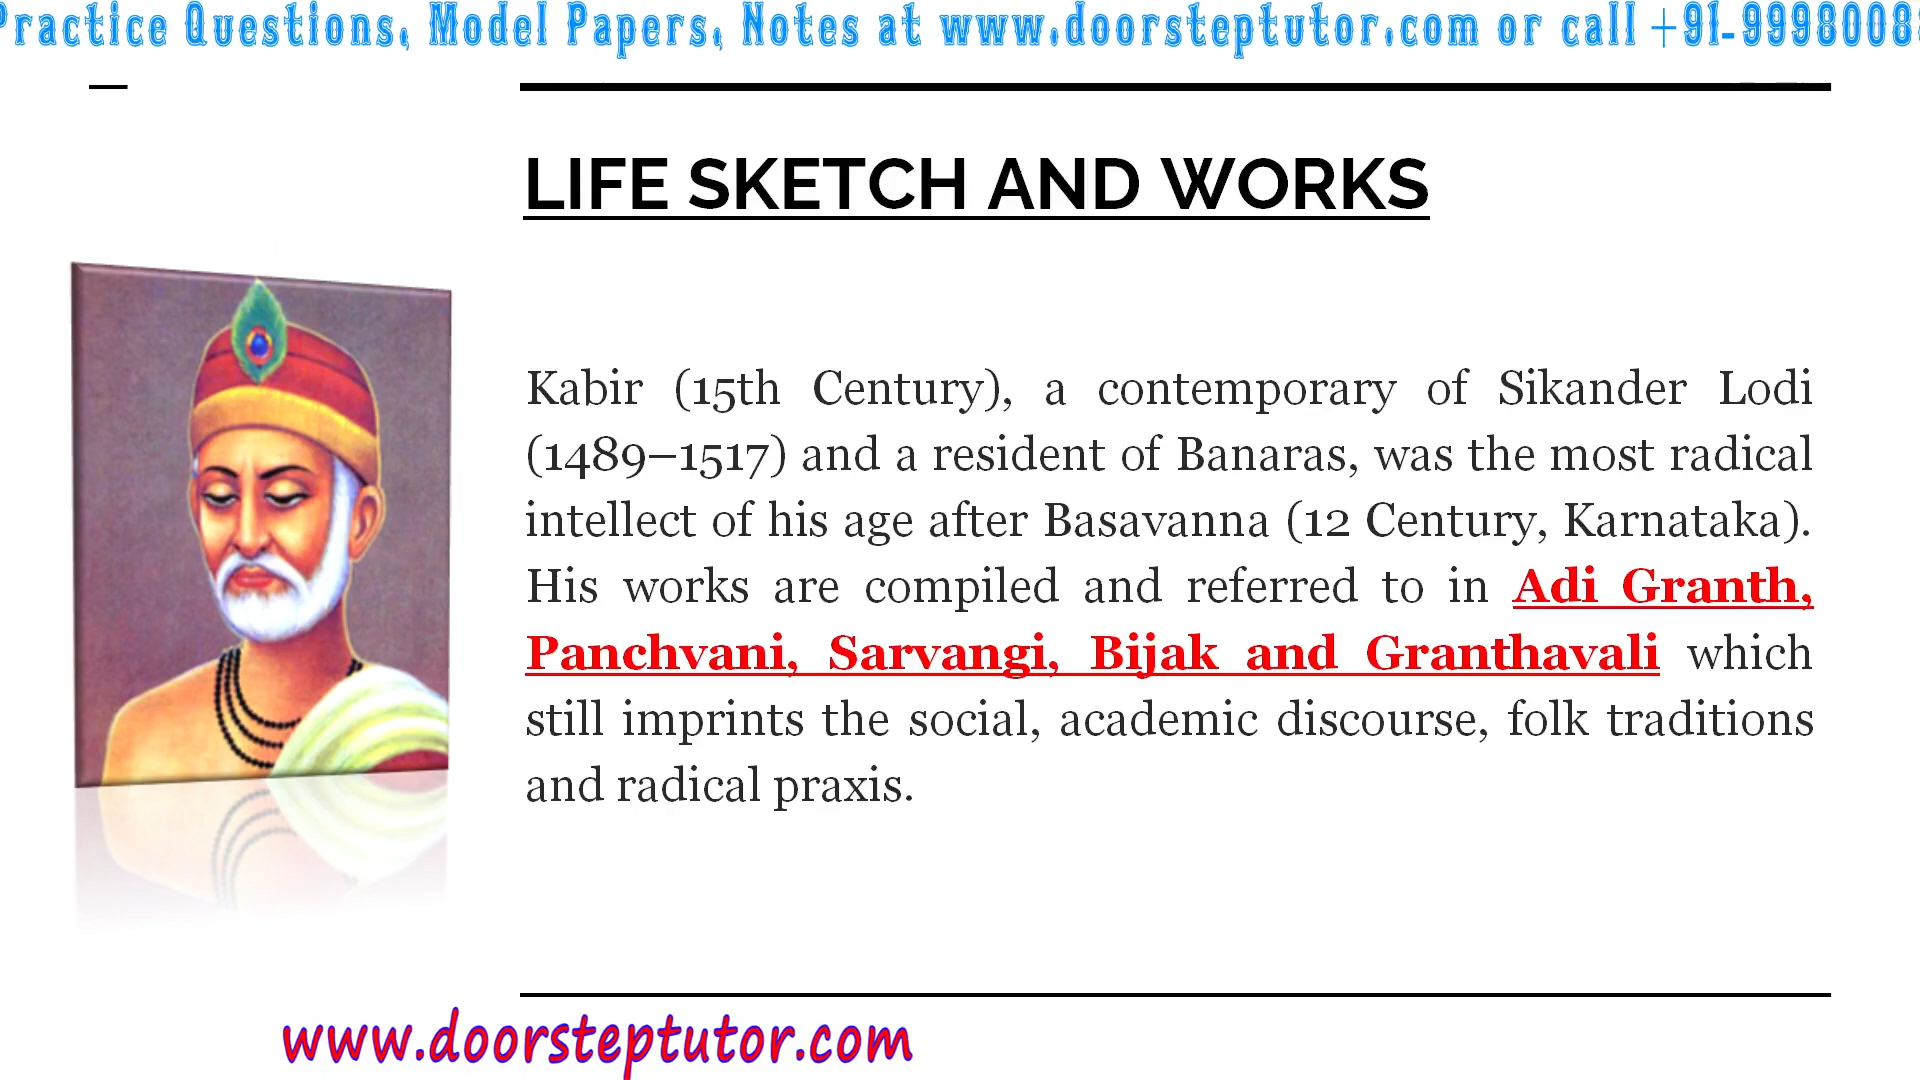 Practice Questions, Model Papers, Notes at www.doorsteptutor.com or call +91-9998008
LIFE SKETCH AND WORKS
Kabir (15th Century), a contemporary of Sikander Lodi
(1489–1517) and a resident of Banaras, was the most radical
intellect of his age after Basavanna (12 Century, Karnataka).
His works are compiled and referred to in Adi Granth,
Panchvani, Sarvangi, Bijak and Granthavali which
still imprints the social, academic discourse, folk traditions
and radical praxis.
www.doorsteptutor.com